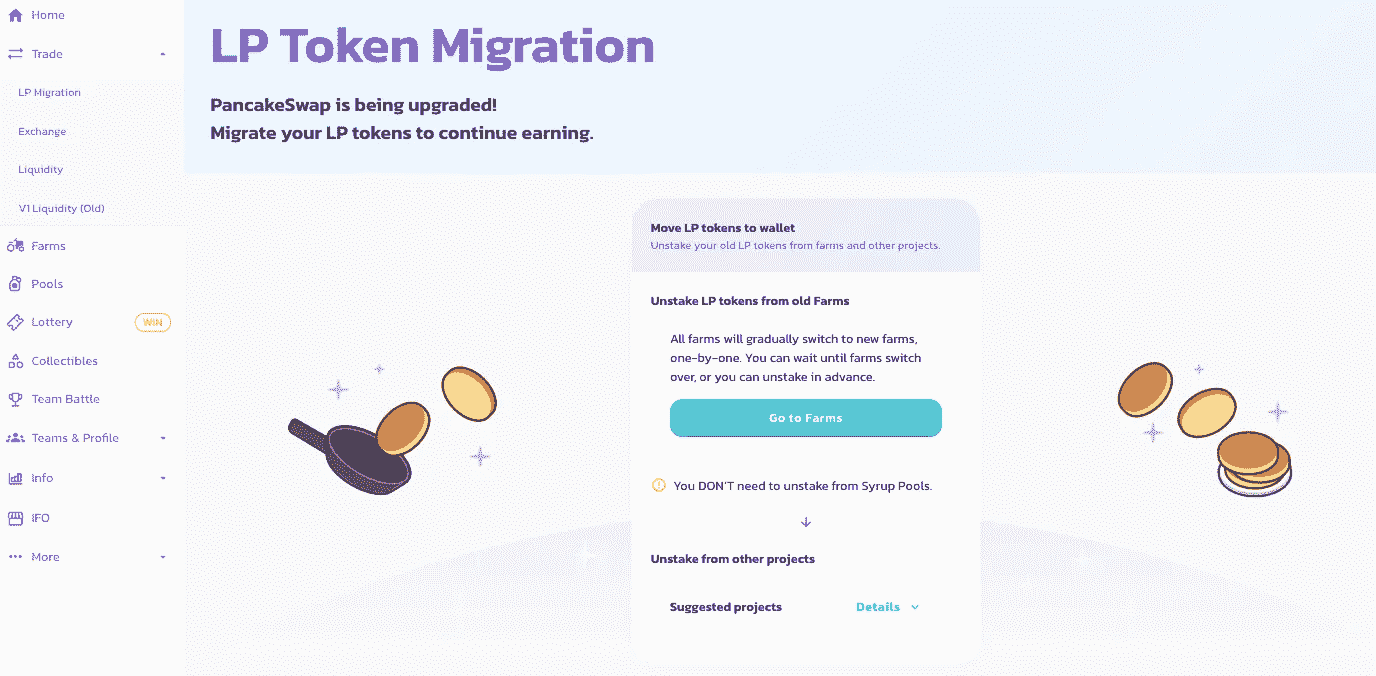 Home
Trade
LP Migration
Exchange
Liquidity
V1 Liquidity (Old)
Farms
Pools
Lottery
WIN
Collectibles
Team Battle
Teams & Profile
Info
IFO
More
LP Token Migration
PancakeSwap is being upgraded!
Migrate your LP tokens to continue earning.
Move LP tokens to wallet
Unstake your old LP tokens from farms and other projects.
Unstake LP tokens from old Farms
All farms will gradually switch to new farms,
one-by-one. You can wait until farms switch
over, or you can unstake in advance.
Go to Farms
You DON'T need to unstake from Syrup Pools.
Unstake from other projects
Suggested projects
Details